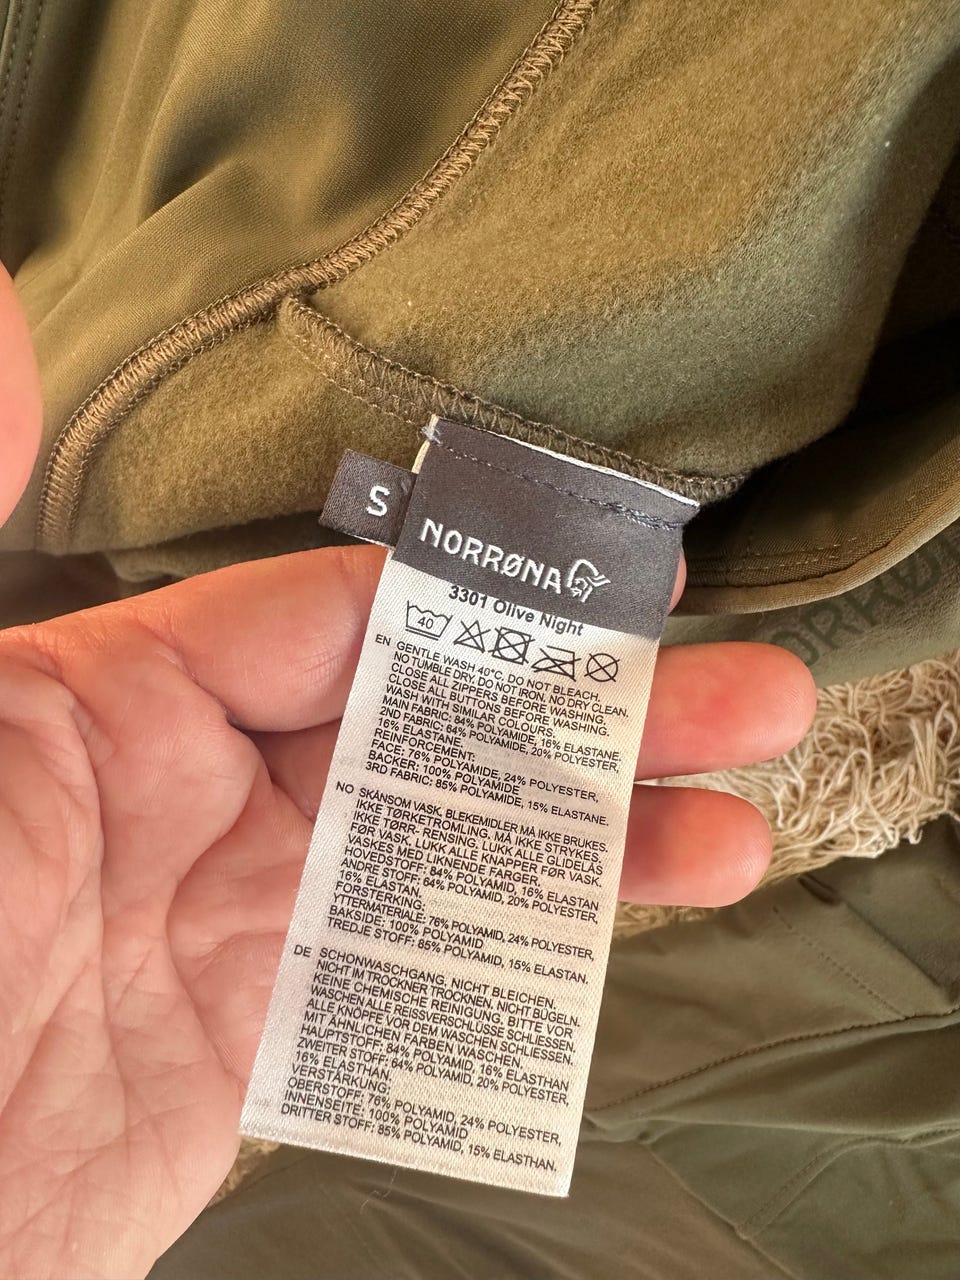 S
NORRØNA
3301 Olive Night
40
EN GENTLE WASH 40°C, DO NOT BLEACH.
NO TUMBLE DRY. DO NOT IRON. NO DRY CLEAN.
CLOSE ALL ZIPPERS BEFORE WASHING,
CLOSE ALL BUTTONS BEFORE WASHING.
WASH WITH SIMILAR COLOURS.
MAIN FABRIC: 84% POLYAMIDE, 16% ELASTANE,
2ND FABRIC: 64% POLYAMIDE, 20% POLYESTER,
16% ELASTANE.
REINFORCEMENT:
FACE: 76% POLYAMIDE, 24% POLYESTER,
BACKER: 100% POLYAMIDE
3RD FABRIC: 85% POLYAMIDE, 15% ELASTANE.
NO SKÅNSOM VASK, BLEKEMIDLER MÅ IKKE BRUKES,
IKKE TØRKETROMLING, MÅ IKKE STRYKES,
IKKE TØRR- RENSING, LUKK ALLE GLIDELÅS
FØR VASK, LUKK ALLE KNAPPER FØR VASK.
VASKES MED LIKNENDE FARGER,
HOVEDSTOFF: 84% POLYAMID, 16% ELASTAN
ANDRE STOFF: 64% POLYAMID, 20% POLYESTER,
16% ELASTAN.
FORSTERKING:
YTTERMATERIALE: 76% POLYAMID, 24% POLYESTER,
BAKSIDE: 100% POLYAMID
TREDJE STOFF: 85% POLYAMID, 15% ELASTAN.
DE SCHONWASCHGANG, NICHT BLEICHEN.
NICHT IM TROCKNER TROCKNEN, NICHT BÜGELN.
KEINE CHEMISCHE REINIGUNG. BITTE VOR
WASCHEN ALLE REISSVERSCHLÜSSE SCHLIESSEN.
ALLE KNÖPFE VOR DEM WASCHEN SCHLIESSEN.
MIT ÄHNLICHEN FARBEN WASCHEN,
HAUPTSTOFF: 84% POLYAMID, 16% ELASTHAN
ZWEITER STOFF: 64% POLYAMID, 20% POLYESTER,
16% ELASTHAN.
VERSTÄRKUNG:
OBERSTOFF: 76% POLYAMID, 24% POLYESTER,
INNENSEITE: 100% POLYAMID
DRITTER STOFF: 85% POLYAMID, 15% ELASTHAN.